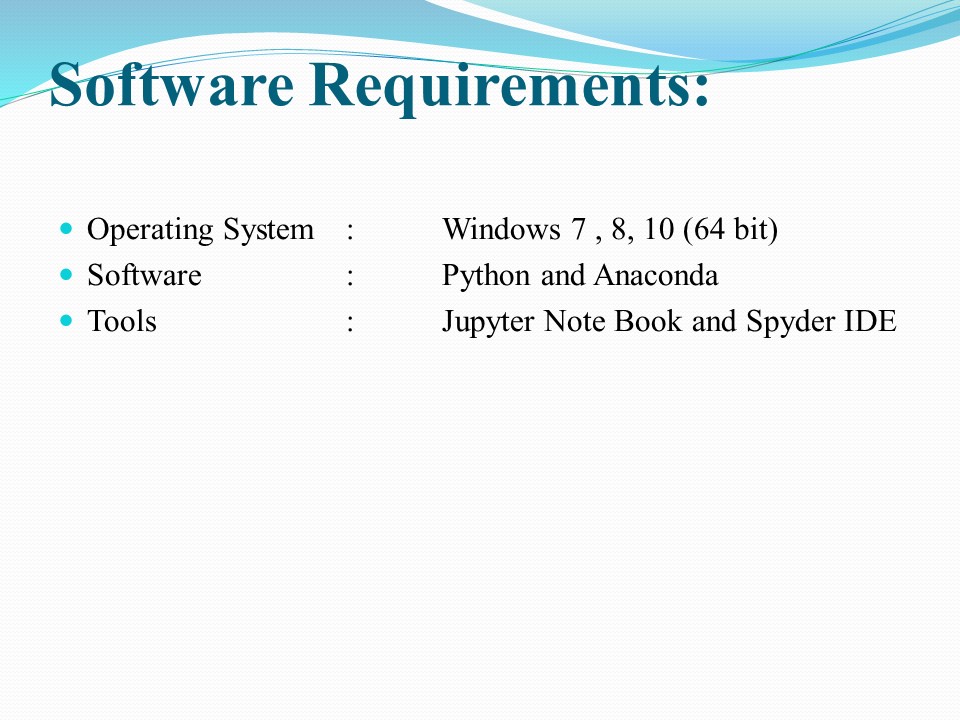 Software Requirements:
Operating System : Windows 7 , 8, 10 (64 bit)
Software : Python and Anaconda
Tools : Jupyter Note Book and Spyder IDE